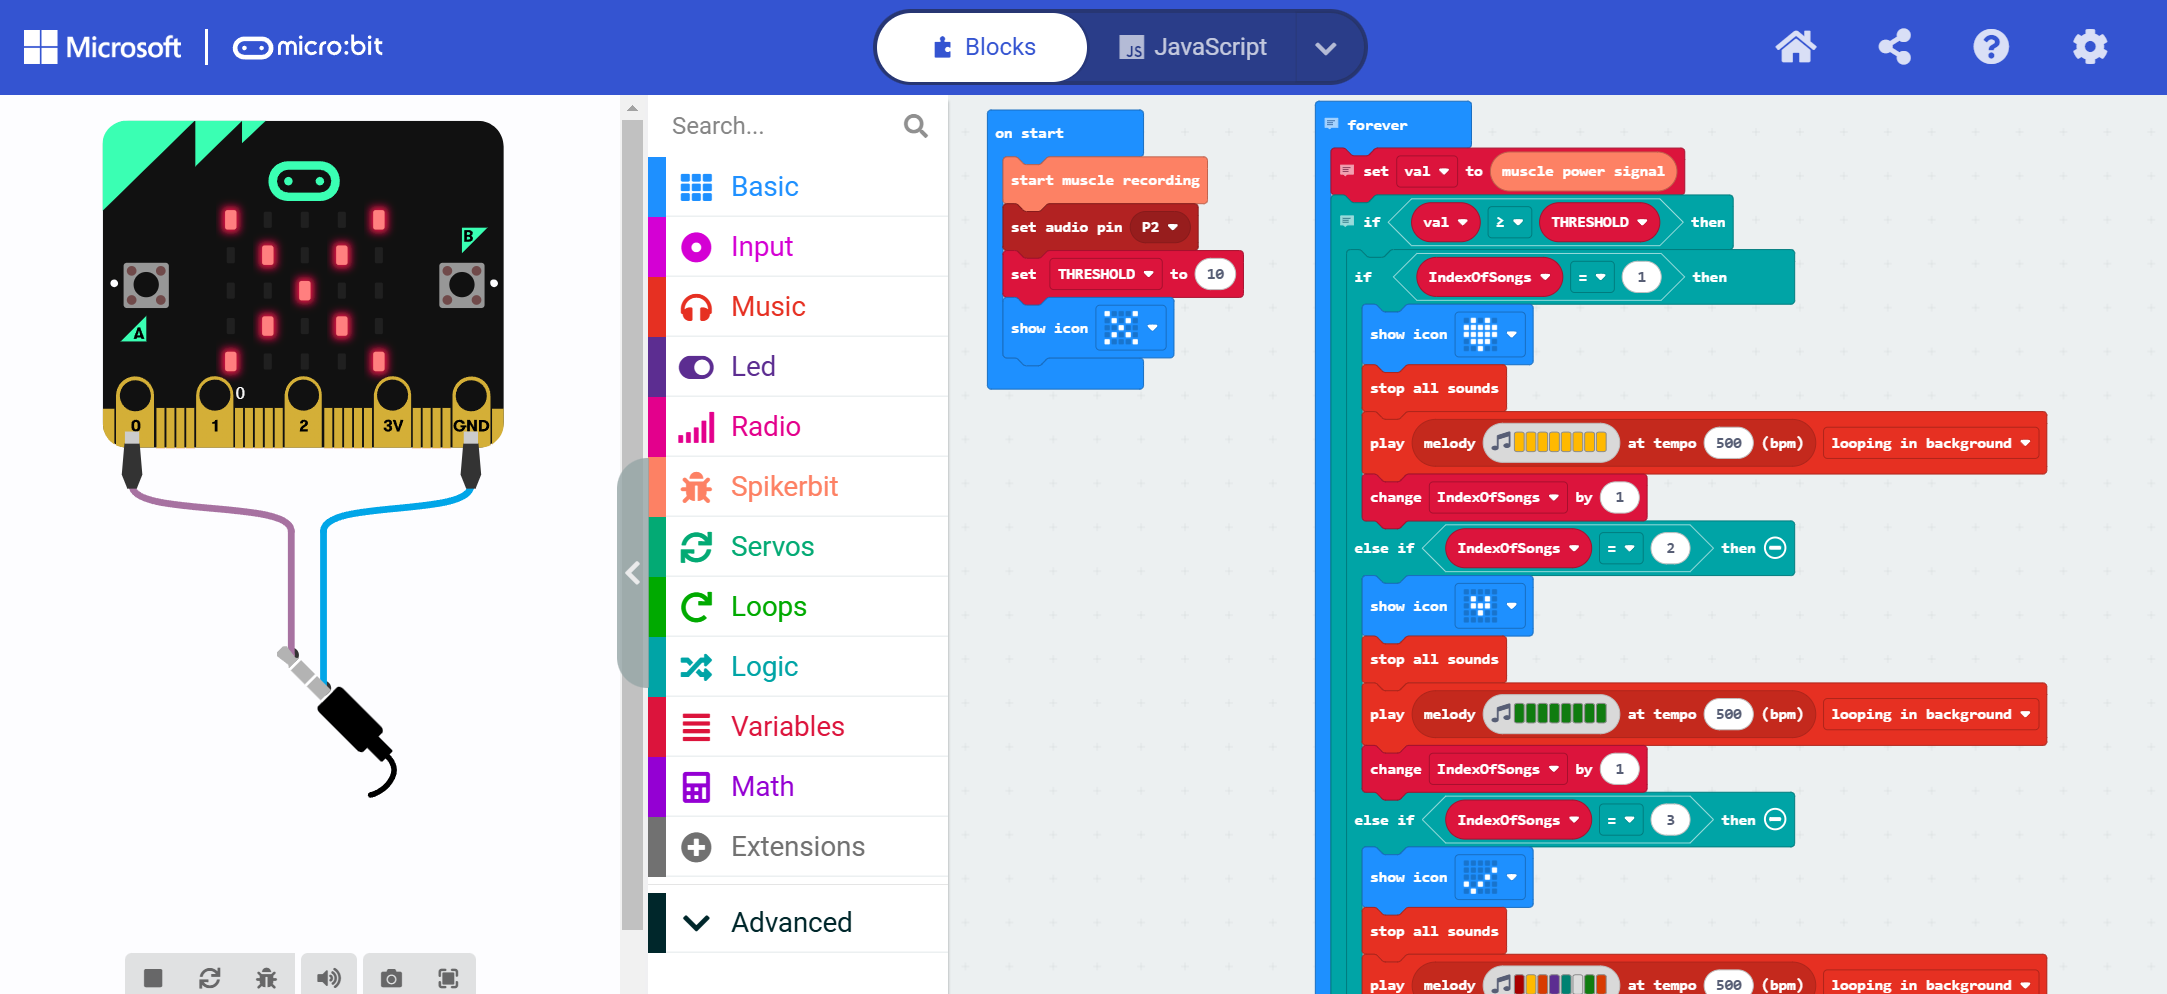 Microsoft
micro:bit
Blocks
JS JavaScript
B
A
0
0 1 2 3V GND
Search...
Basic
Input
Music
Led
Radio
Spikerbit
Servos
Loops
Logic
Variables
Math
Extensions
Advanced
on start
start muscle recording
set audio pin P2
set THRESHOLD to 10
show icon
forever
set val to muscle power signal
if val ≥ THRESHOLD then
if IndexOfSongs = 1 then
show icon
stop all sounds
play melody at tempo 500 (bpm) looping in background
change IndexOfSongs by 1
else if IndexOfSongs = 2 then
show icon
stop all sounds
play melody at tempo 500 (bpm) looping in background
change IndexOfSongs by 1
else if IndexOfSongs = 3 then
show icon
stop all sounds
play melody at tempo 500 (bpm) looping in background